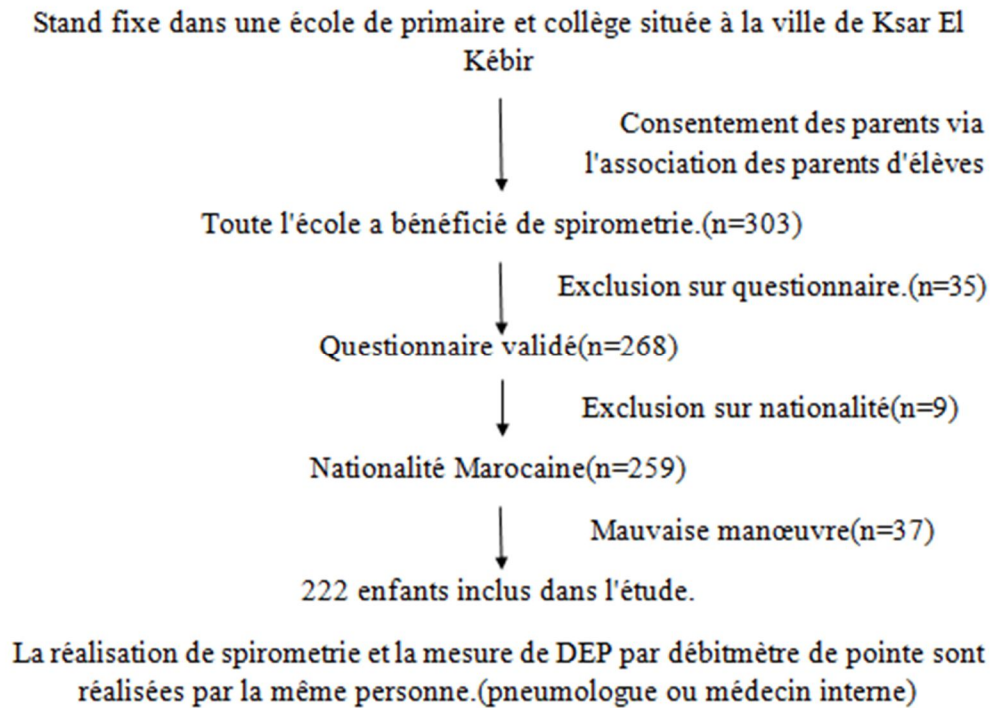 Stand fixe dans une école de primaire et collège située à la ville de Ksar El
Kébir
Consentement des parents via
l'association des parents d'élèves
Toute l'école a bénéficié de spirometrie.(n=303)
Exclusion sur questionnaire.(n=35)
Questionnaire validé(n=268)
Exclusion sur nationalité(n=9)
Nationalité Marocaine(n=259)
Mauvaise manœuvre(n=37)
222 enfants inclus dans l'étude.
La réalisation de spirometrie et la mesure de DEP par débitmètre de pointe sont
réalisées par la même personne.(pneumologue ou médecin interne)